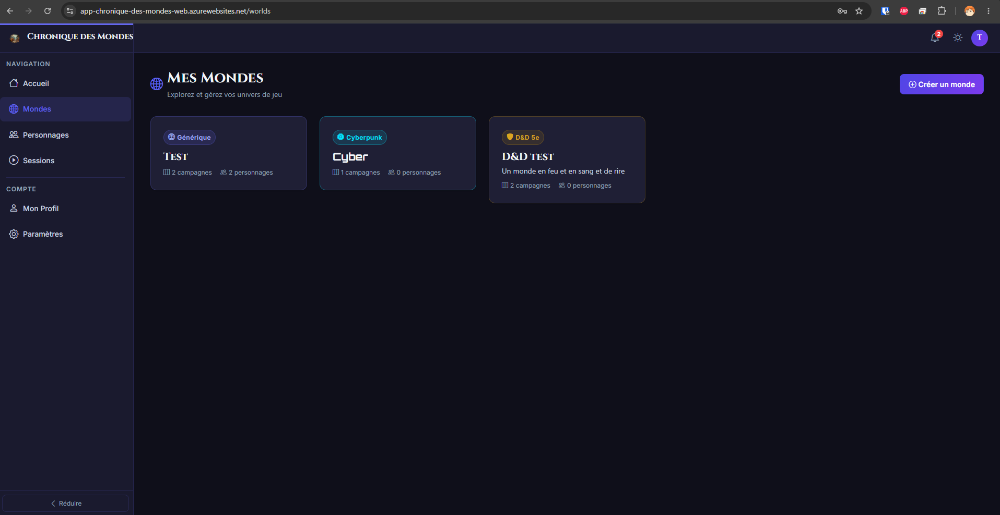 app-chronique-des-mondes-web.azurewebsites.net/worlds
ABP
Chronique des Mondes
2
T
NAVIGATION
Accueil
Mondes
Personnages
Sessions
COMPTE
Mon Profil
Paramètres
Réduire
Mes Mondes
Explorez et gérez vos univers de jeu
Créer un monde
Générique
Test
2 campagnes 2 personnages
Cyberpunk
Cyber
1 campagnes 0 personnages
D&D 5e
D&D test
Un monde en feu et en sang et de rire
2 campagnes 0 personnages